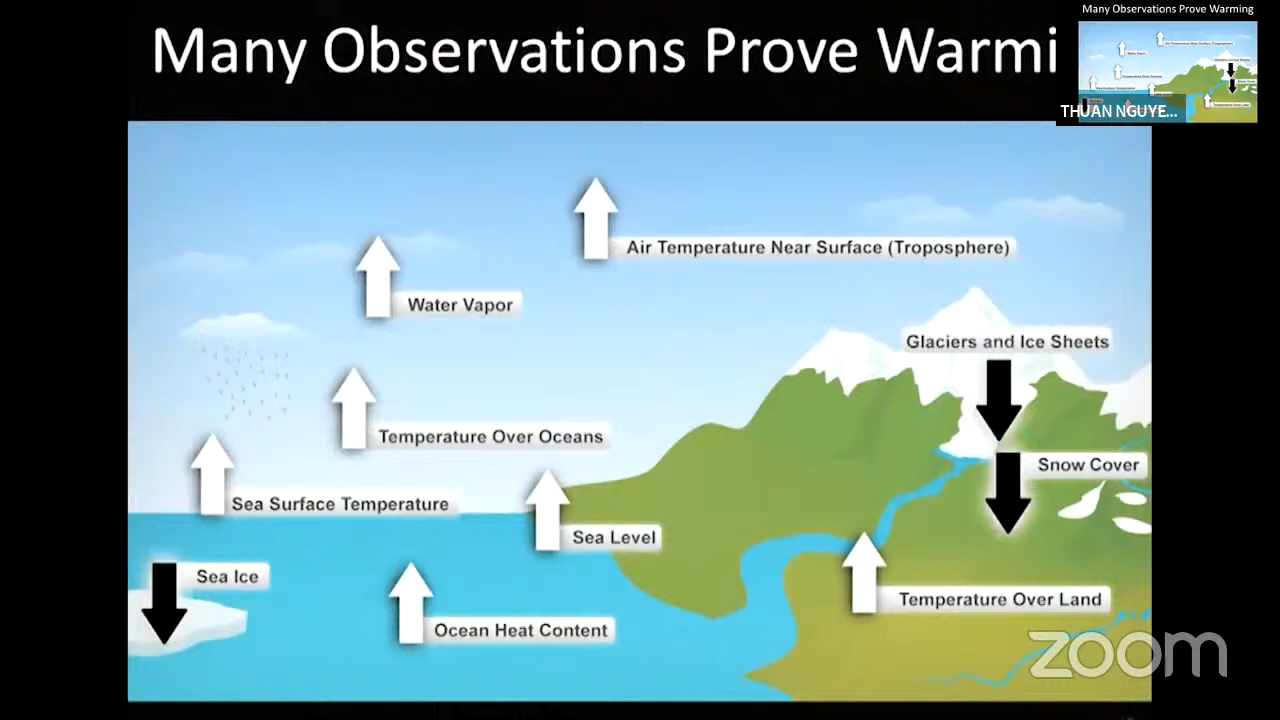 Many Observations Prove Warmi
Many Observations Prove Warming
THUAN NGUYE...
Air Temperature Near Surface (Troposphere)
Water Vapor
Glaciers and Ice Sheets
Temperature Over Oceans
Snow Cover
Sea Surface Temperature
Sea Level
Sea Ice
Temperature Over Land
Ocean Heat Content
zoom